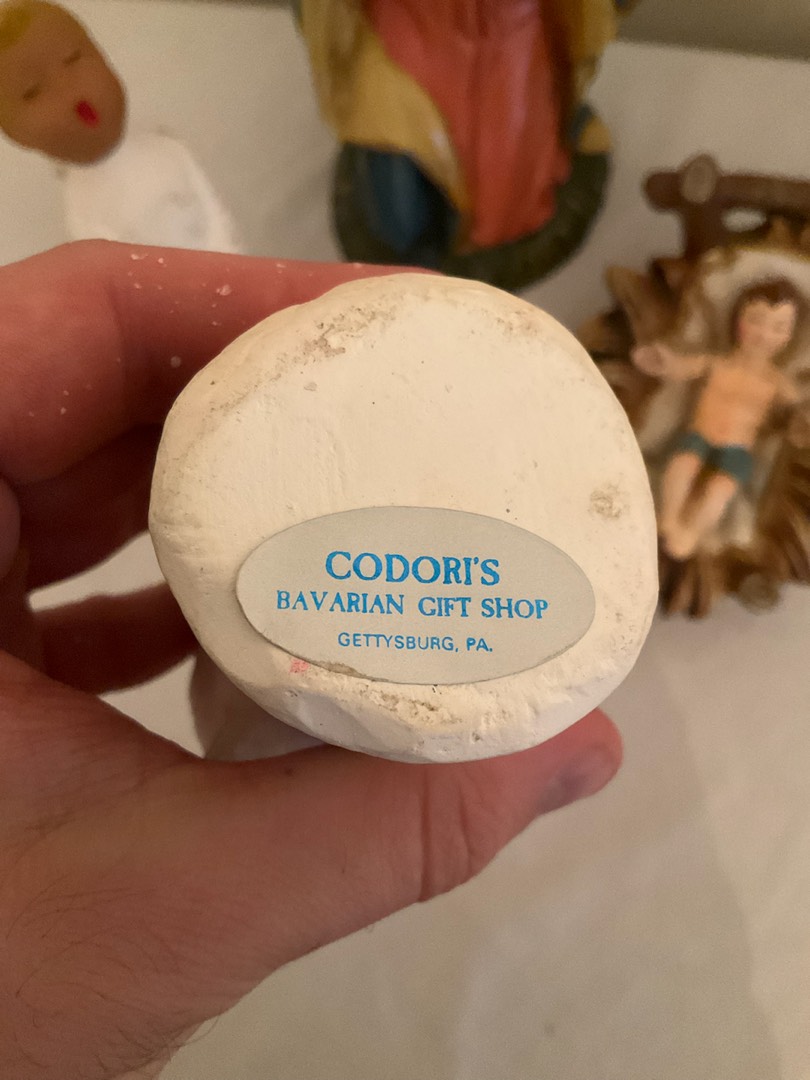 CODORI'S
BAVARIAN GIFT SHOP
GETTYSBURG, PA.